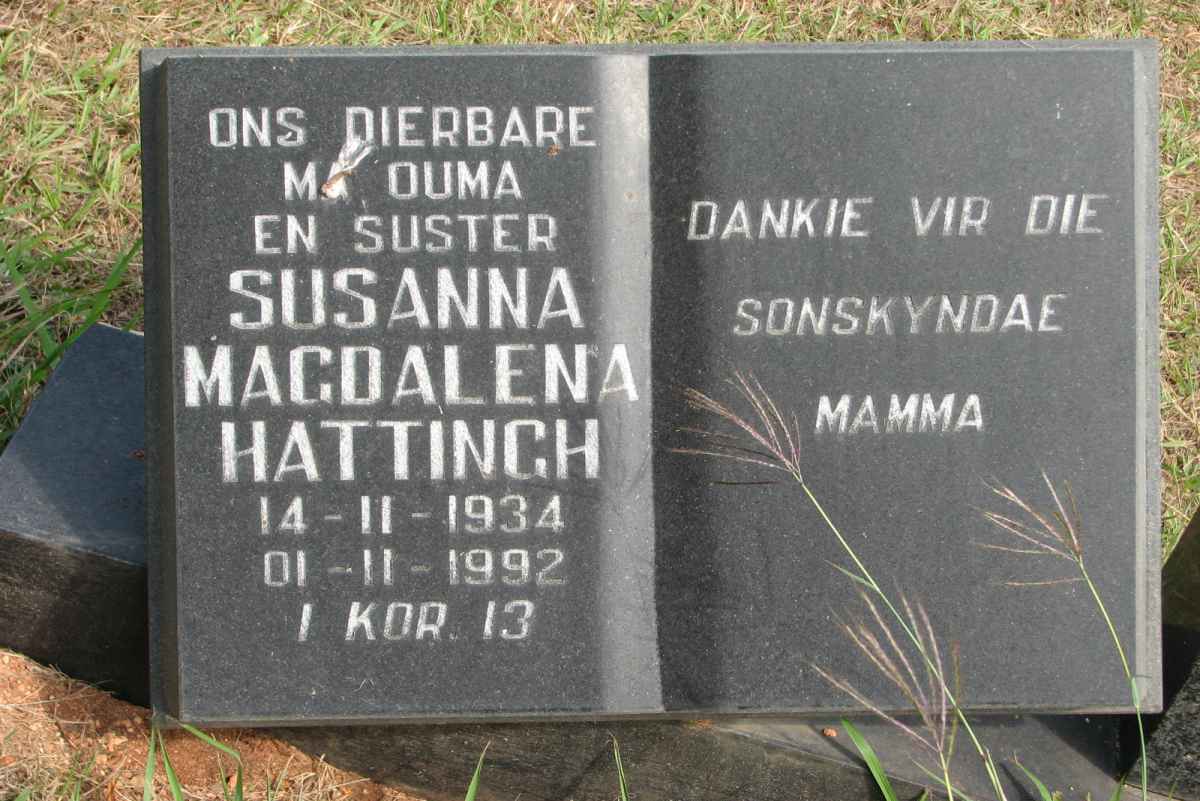 ONS DIERBARE
MA OUMA
EN SUSTER
SUSANNA
MAGDALENA
HATTINGH
14-11-1934
01-11-1992
1 KOR. 13
DANKIE VIR DIE
SONSKYNDAE
MAMMA